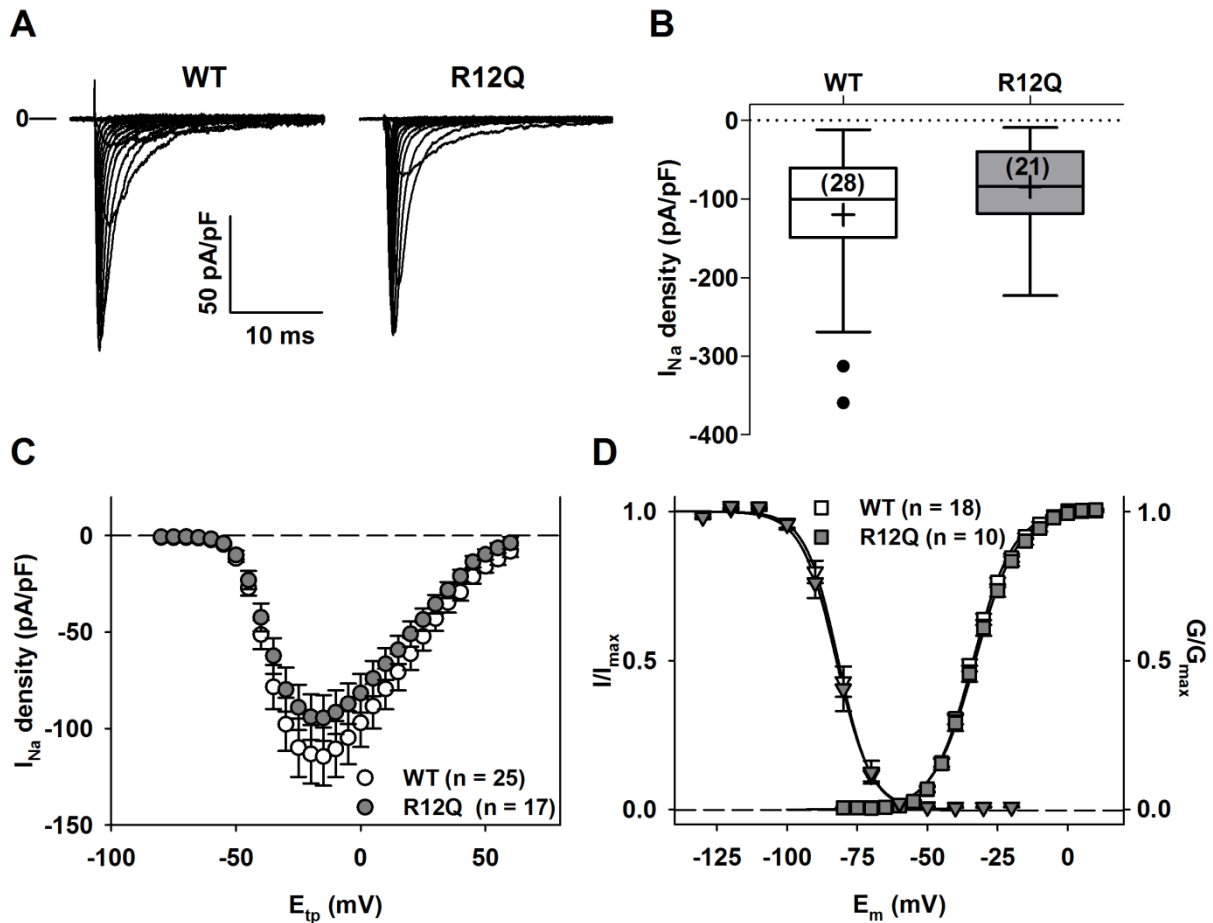 A
WT
R12Q
0
50 pA/pF
10 ms
B
WT
R12Q
0
-100
-200
-300
-400
I_Na density (pA/pF)
(28)
(21)
C
0
-50
-100
-150
I_Na density (pA/pF)
WT (n = 25)
R12Q (n = 17)
-100
-50
0
50
E_tp (mV)
D
1.0
0.5
0.0
I/I_max
WT (n = 18)
R12Q (n = 10)
1.0
0.5
0.0
G/G_max
-125
-100
-75
-50
-25
0
E_m (mV)